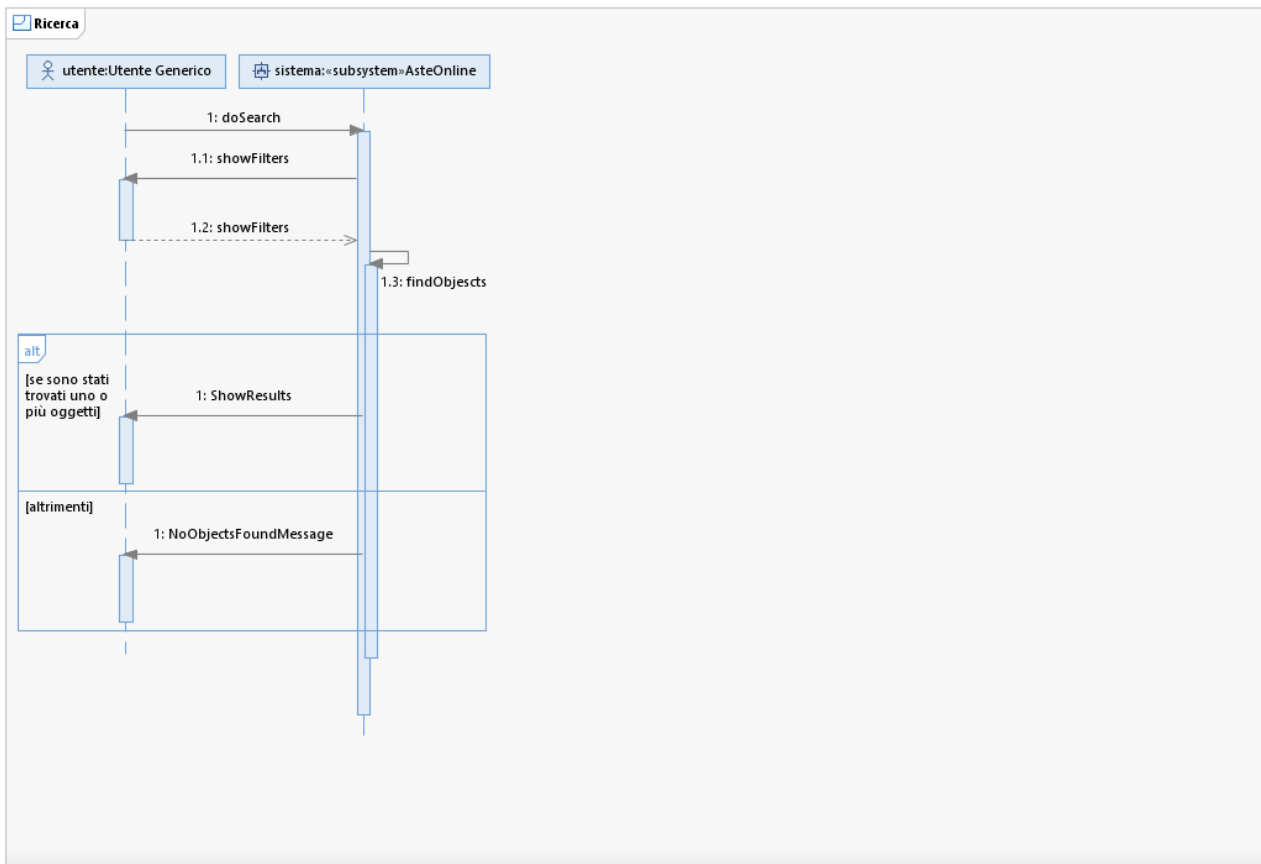 Ricerca
utente:Utente Generico
sistema:«subsystem»AsteOnline
1: doSearch
1.1: showFilters
1.2: showFilters
1.3: findObjescts
alt
[se sono stati
trovati uno o
più oggetti]
1: ShowResults
[altrimenti]
1: NoObjectsFoundMessage